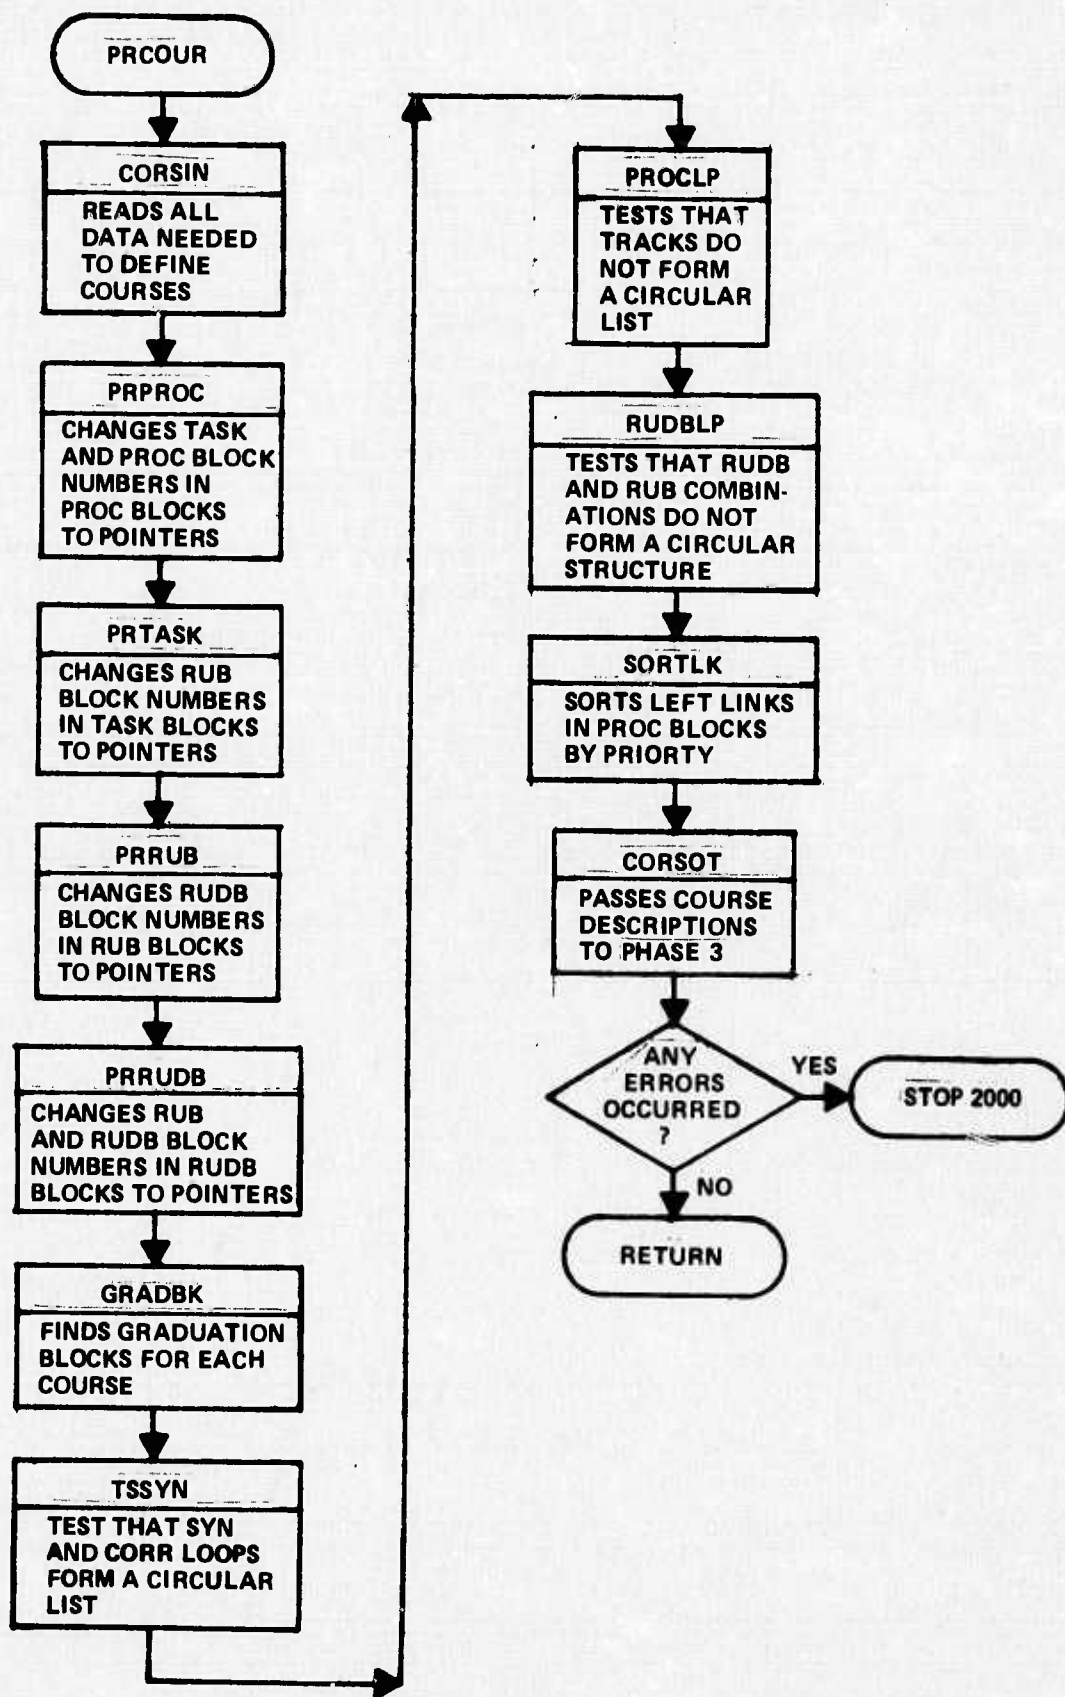 PRCOUR
CORSIN
READS ALL
DATA NEEDED
TO DEFINE
COURSES
PRPROC
CHANGES TASK
AND PROC BLOCK
NUMBERS IN
PROC BLOCKS
TO POINTERS
PRTASK
CHANGES RUB
BLOCK NUMBERS
IN TASK BLOCKS
TO POINTERS
PRRUB
CHANGES RUDB
BLOCK NUMBERS
IN RUB BLOCKS
TO POINTERS
PRRUDB
CHANGES RUB
AND RUDB BLOCK
NUMBERS IN RUDB
BLOCKS TO POINTERS
GRADBK
FINDS GRADUATION
BLOCKS FOR EACH
COURSE
TSSYN
TEST THAT SYN
AND CORR LOOPS
FORM A CIRCULAR
LIST
PROCLP
TESTS THAT
TRACKS DO
NOT FORM
A CIRCULAR
LIST
RUDBLP
TESTS THAT RUDB
AND RUB COMBIN-
ATIONS DO NOT
FORM A CIRCULAR
STRUCTURE
SORTLK
SORTS LEFT LINKS
IN PROC BLOCKS
BY PRIORTY
CORSOT
PASSES COURSE
DESCRIPTIONS
TO PHASE 3
ANY
ERRORS
OCCURRED
?
YES
STOP 2000
NO
RETURN